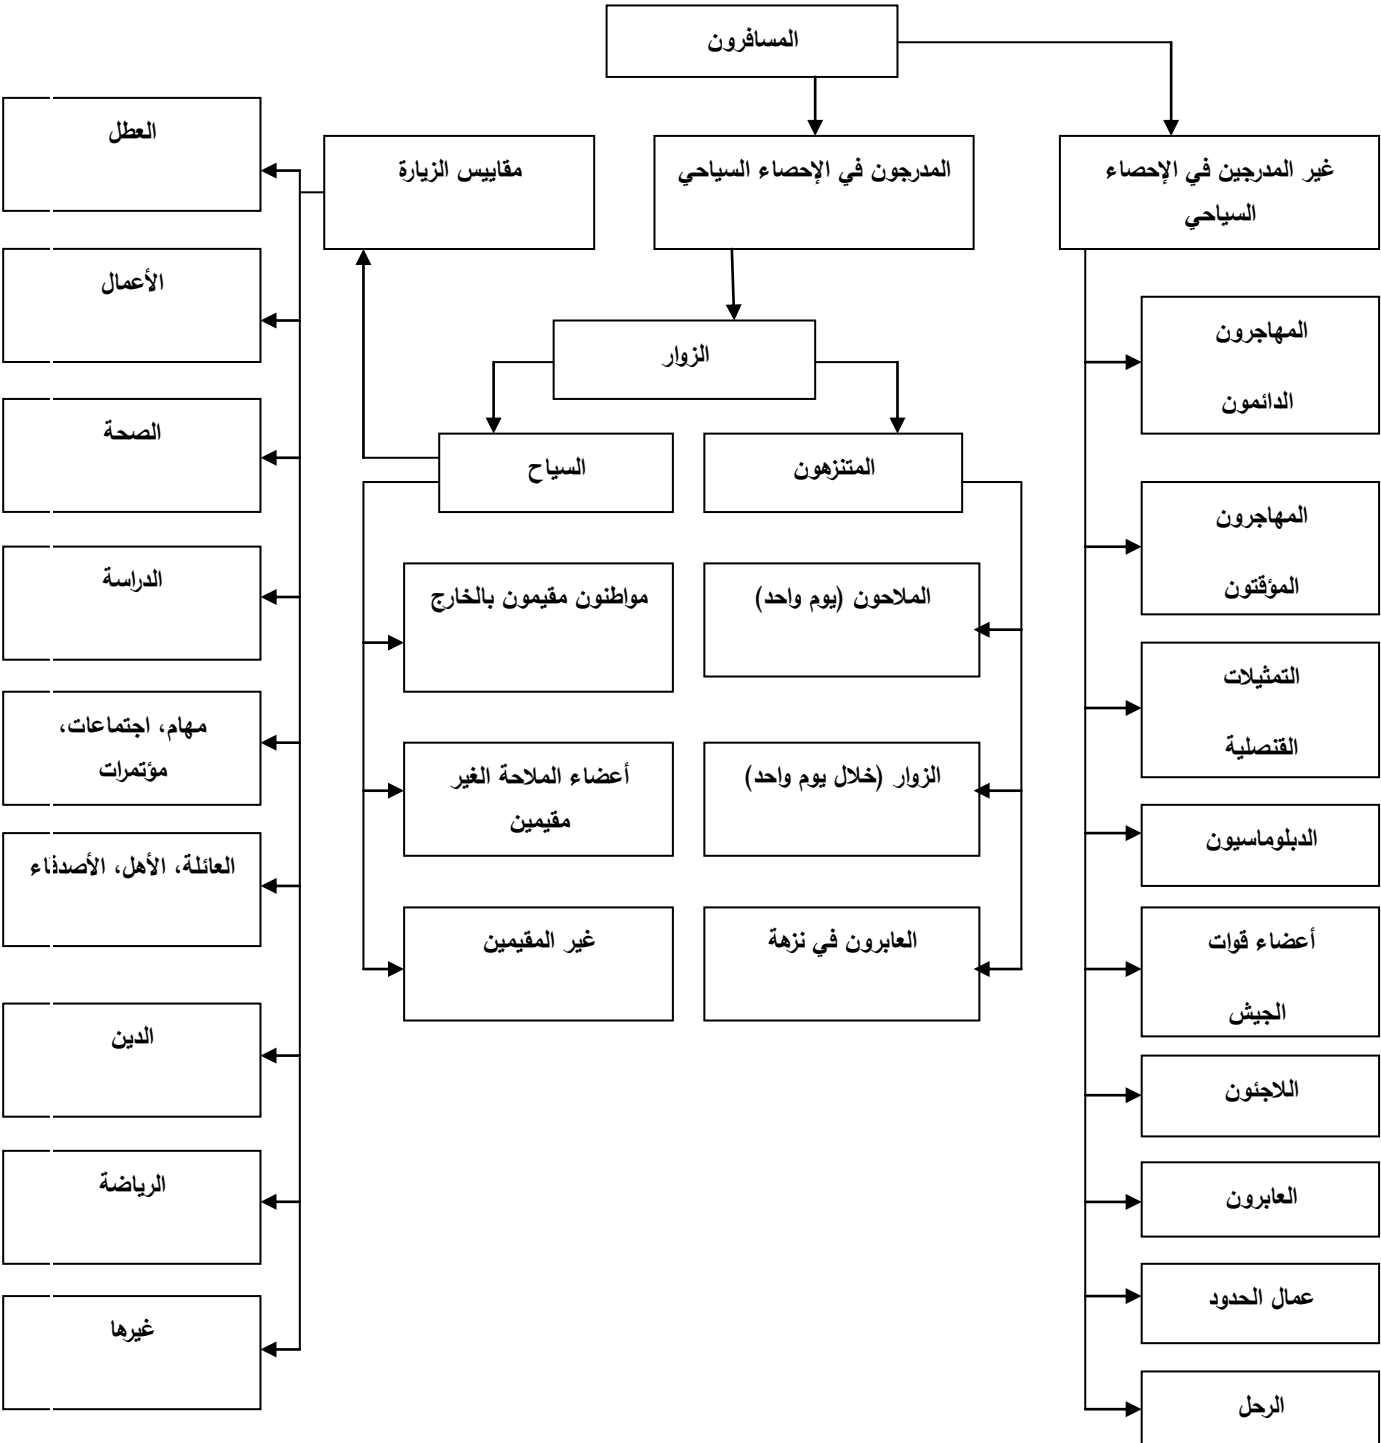 المسافرون
غير المدرجين في الإحصاء
السياحي
المدرجون في الإحصاء السياحي
مقاييس الزيارة
العطل
الأعمال
الصحة
الدراسة
مهام، اجتماعات،
مؤتمرات
العائلة، الأهل، الأصدقاء
الدين
الرياضة
غيرها
الزوار
المتنزهون
السياح
الملاحون (يوم واحد)
الزوار (خلال يوم واحد)
العابرون في نزهة
مواطنون مقيمون بالخارج
أعضاء الملاحة الغير
مقيمين
غير المقيمين
المهاجرون
الدائمون
المهاجرون
المؤقتون
التمثيلات
القنصلية
الدبلوماسيون
أعضاء قوات
الجيش
اللاجئون
العابرون
عمال الحدود
الرحل